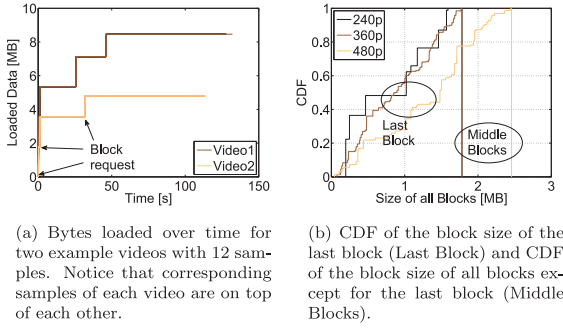 10
8
6
4
2
0
Loaded Data [MB]
Block
request
Video1
Video2
0
50
100
150
Time [s]
1
0.8
0.6
0.4
0.2
0
CDF
240p
360p
480p
Last
Block
Middle
Blocks
0
1
2
3
Size of all Blocks [MB]
(a) Bytes loaded over time for
two example videos with 12 sam-
ples. Notice that corresponding
samples of each video are on top
of each other.
(b) CDF of the block size of the
last block (Last Block) and CDF
of the block size of all blocks ex-
cept for the last block (Middle
Blocks).